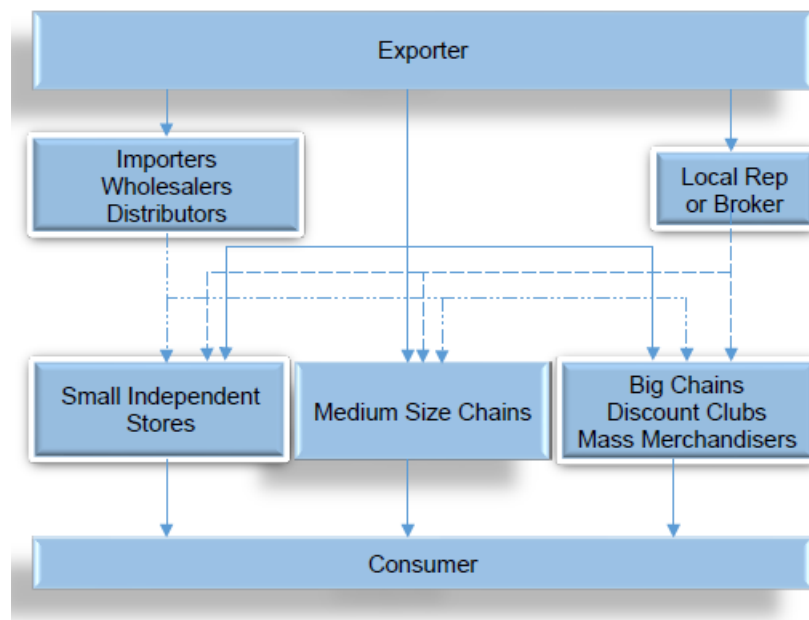 Exporter
Importers
Wholesalers
Distributors
Local Rep
or Broker
Small Independent
Stores
Medium Size Chains
Big Chains
Discount Clubs
Mass Merchandisers
Consumer